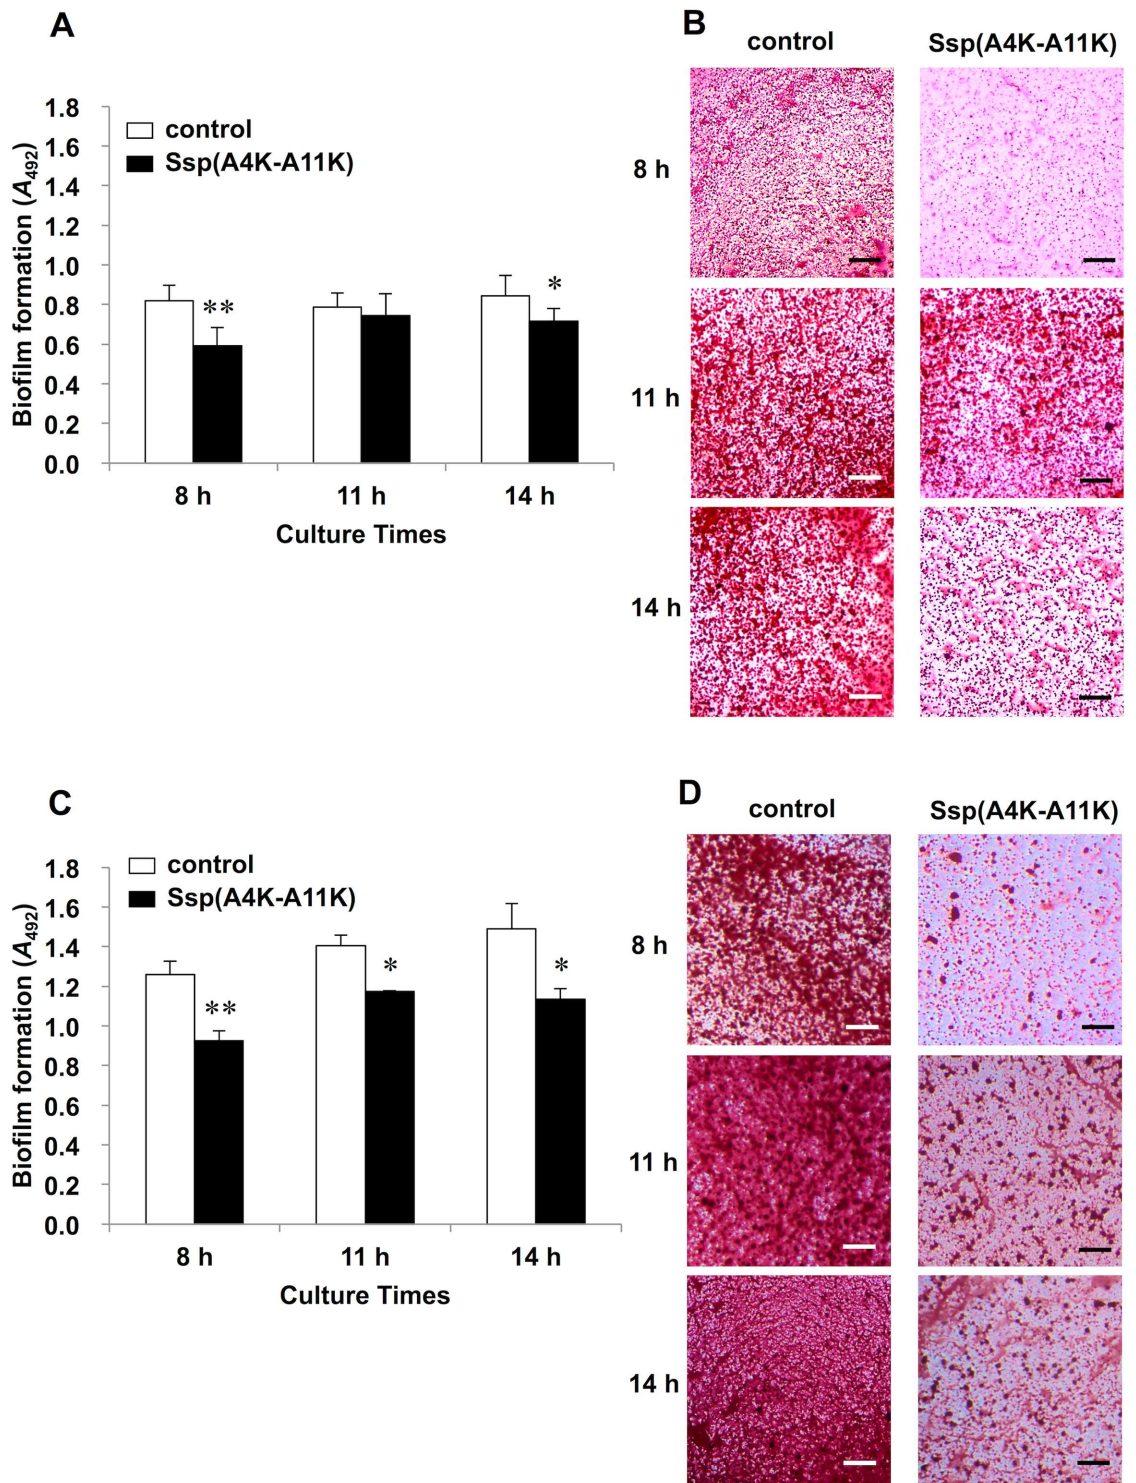 A
Biofilm formation (A492)
1.8
1.6
1.4
1.2
1.0
0.8
0.6
0.4
0.2
0.0
control
Ssp(A4K-A11K)
**
*
8 h
11 h
14 h
Culture Times
B
control
Ssp(A4K-A11K)
8 h
11 h
14 h
C
Biofilm formation (A492)
1.8
1.6
1.4
1.2
1.0
0.8
0.6
0.4
0.2
0.0
control
Ssp(A4K-A11K)
**
*
*
8 h
11 h
14 h
Culture Times
D
control
Ssp(A4K-A11K)
8 h
11 h
14 h